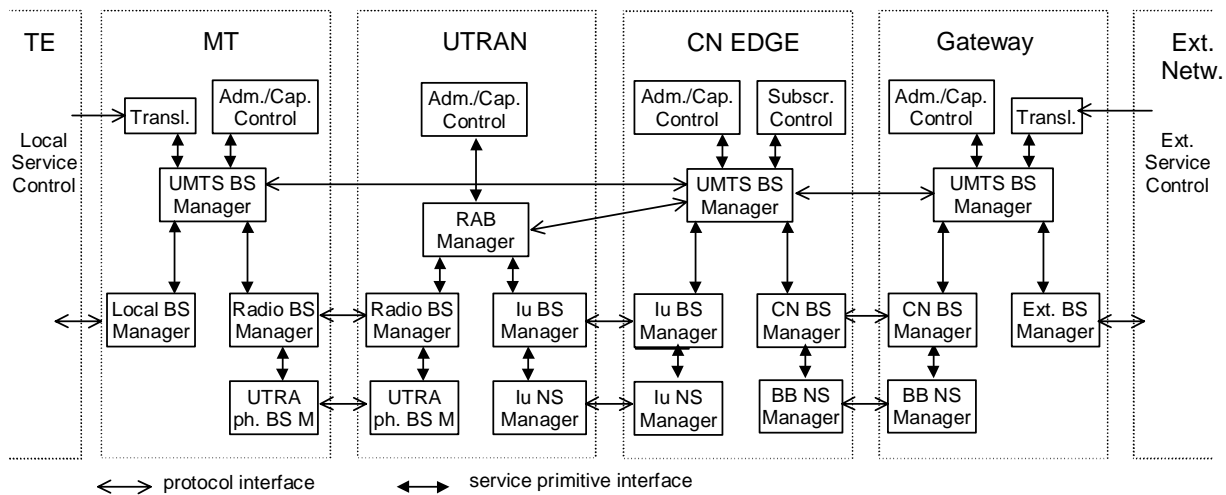 TE
MT
UTRAN
CN EDGE
Gateway
Ext.
Netw.
Transl.
Adm./Cap.
Control
Adm./Cap.
Control
Adm./Cap.
Control
Subscr.
Control
Adm./Cap.
Control
Transl.
Local
Service
Control
Ext.
Service
Control
UMTS BS
Manager
RAB
Manager
UMTS BS
Manager
UMTS BS
Manager
Local BS
Manager
Radio BS
Manager
Radio BS
Manager
Iu BS
Manager
Iu BS
Manager
CN BS
Manager
CN BS
Manager
Ext. BS
Manager
UTRA
ph. BS M
UTRA
ph. BS M
Iu NS
Manager
Iu NS
Manager
BB NS
Manager
BB NS
Manager
protocol interface
service primitive interface